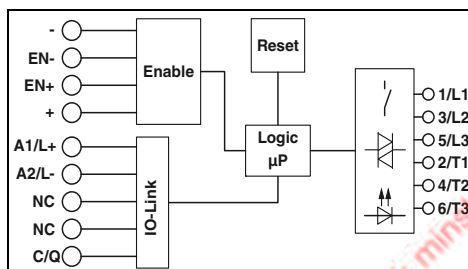 -
EN-
EN+
+
Enable
Reset
A1/L+
A2/L-
NC
NC
C/Q
IO-Link
Logic
µP
1/L1
3/L2
5/L3
2/T1
4/T2
6/T3